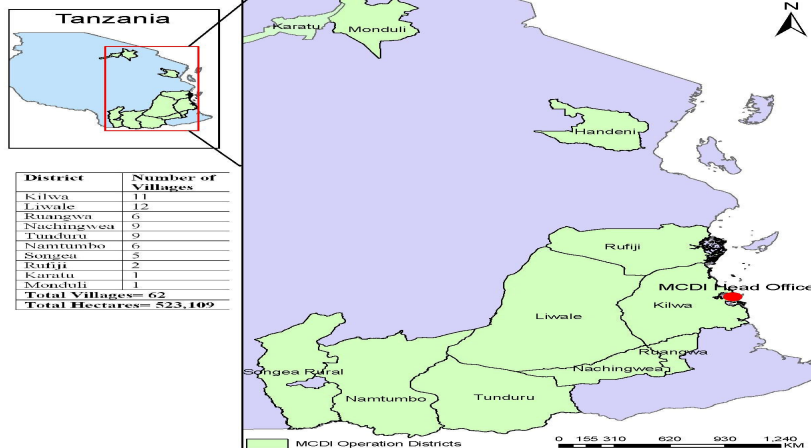 Tanzania
District Number of Villages
Kilwa 11
Liwale 12
Ruangwa 6
Nachingwea 9
Tunduru 9
Namtumbo 6
Songea 5
Rufiji 2
Karatu 1
Monduli 1
Total Villages= 62
Total Hectares= 523,109
N
Karatu
Monduli
Handeni
Rufiji
MCDI Head Office
Kilwa
Liwale
Ruangwa
Nachingwea
Songea Rural
Namtumbo
Tunduru
MCDI Operation Districts
0 155 310 620 930 1,240
KM